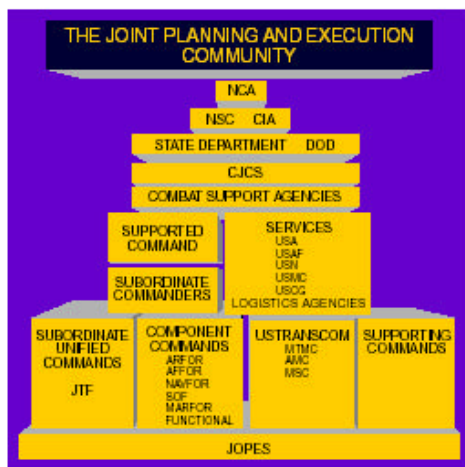 THE JOINT PLANNING AND EXECUTION
COMMUNITY
NCA
NSC CIA
STATE DEPARTMENT DOD
CJCS
COMBAT SUPPORT AGENCIES
SUPPORTED
COMMAND
SUBORDINATE
COMMANDERS
SERVICES
USA
USAF
USN
USMC
USCG
LOGISTICS AGENCIES
SUBORDINATE
UNIFIED
COMMANDS
JTF
COMPONENT
COMMANDS
ARFOR
AFFOR
NAVFOR
SOF
MARFOR
FUNCTIONAL
USTRANSCOM
MTMC
AMC
MSC
SUPPORTING
COMMANDS
JOPES